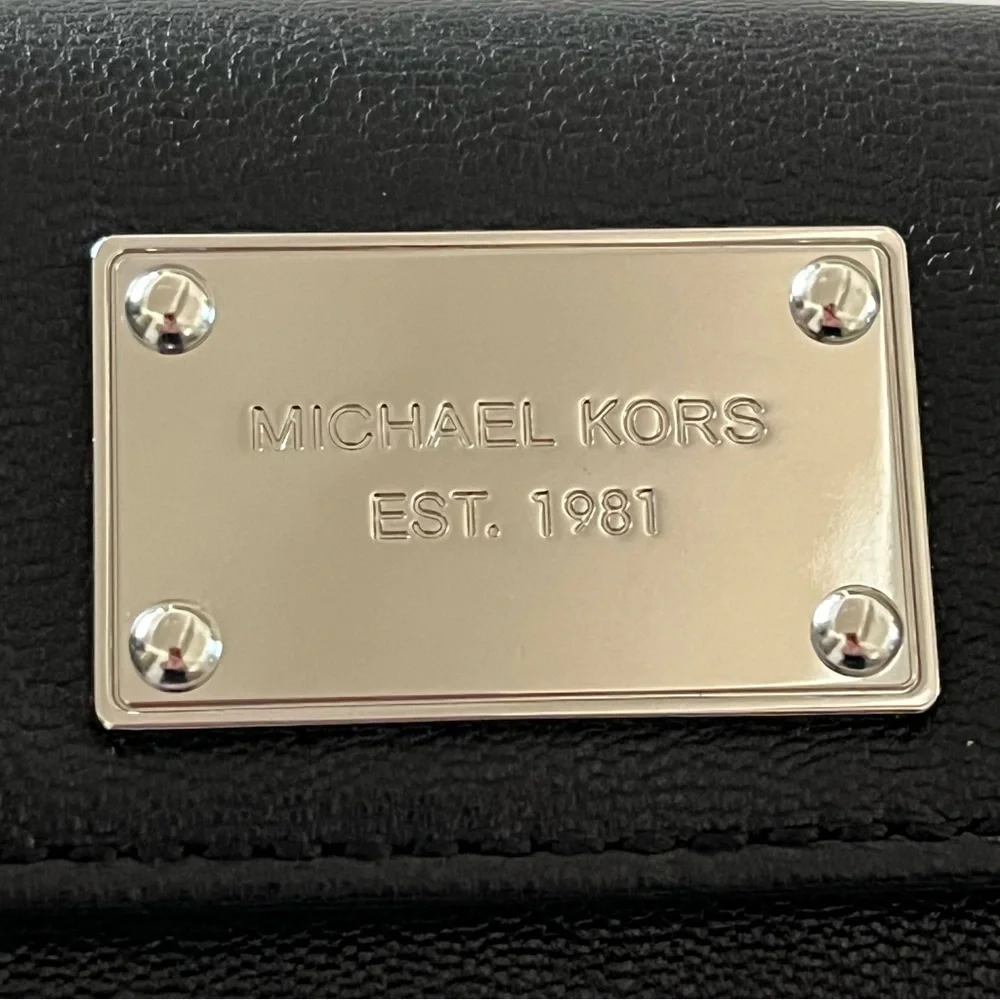 MICHAEL KORS
EST. 1981